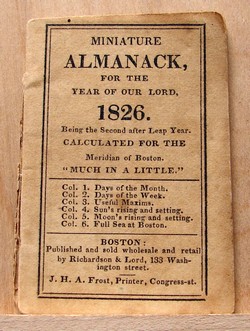 MINIATURE
ALMANACK,
FOR THE
YEAR OF OUR LORD,
1826.
Being the Second after Leap Year.
CALCULATED FOR THE
Meridian of Boston.
"MUCH IN A LITTLE."
Col. 1. Days of the Month.
Col. 2. Days of the Week.
Col. 3. Useful Maxims.
Col. 4. Sun's rising and setting.
Col. 5. Moon's rising and setting.
Col. 6. Full Sea at Boston.
BOSTON:
Published and sold wholesale and retail
by Richardson & Lord, 133 Wash-
ington street.
J. H. A. Frost, Printer, Congress-st.